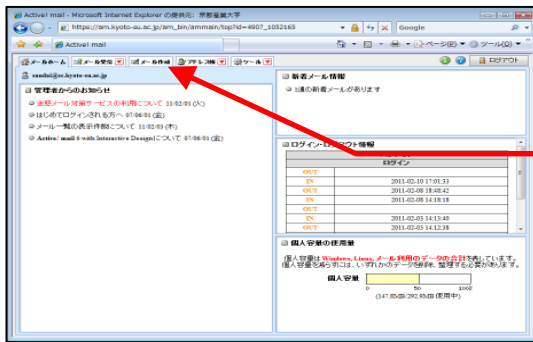 Active! mail - Microsoft Internet Explorer の提供元: 京都産業大学
https://am.kyoto-su.ac.jp/am_bin/ammain/top?id=4907_1052165
Google
Active! mail
ページ(P) ツール(O)
メールホーム メール受信 メール作成 アドレス帳 ツール ログアウト
sandai@cc.kyoto-su.ac.jp
管理者からのお知らせ
迷惑メール対策サービスの利用について 11/02/01 (火)
はじめてログインされる方へ 07/06/01 (金)
メール一覧の表示件数について 11/02/03 (木)
Active! mail 6 with Interactive Designについて 07/06/01 (金)
新着メール情報
1通の新着メールがあります
ログイン・ログアウト情報
ログイン
OUT
IN 2011-02-10 17:01:33
OUT 2011-02-08 18:48:42
IN 2011-02-08 14:18:18
OUT
IN 2011-02-03 14:13:40
OUT 2011-02-03 14:12:38
個人容量の使用量
個人容量は Windows, Linux, メール利用のデータの合計を表しています。
個人容量を減らすには、いずれかのデータを削除、整理する必要があります。
個人容量
0 50 100%
(147.8MB/292.9MB 使用中)